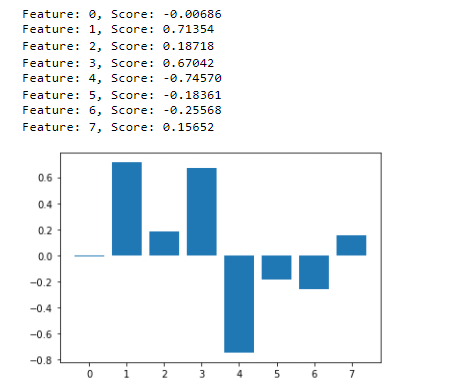 Feature: 0, Score: -0.00686
Feature: 1, Score: 0.71354
Feature: 2, Score: 0.18718
Feature: 3, Score: 0.67042
Feature: 4, Score: -0.74570
Feature: 5, Score: -0.18361
Feature: 6, Score: -0.25568
Feature: 7, Score: 0.15652
0.6
0.4
0.2
0.0
−0.2
−0.4
−0.6
−0.8
0 1 2 3 4 5 6 7